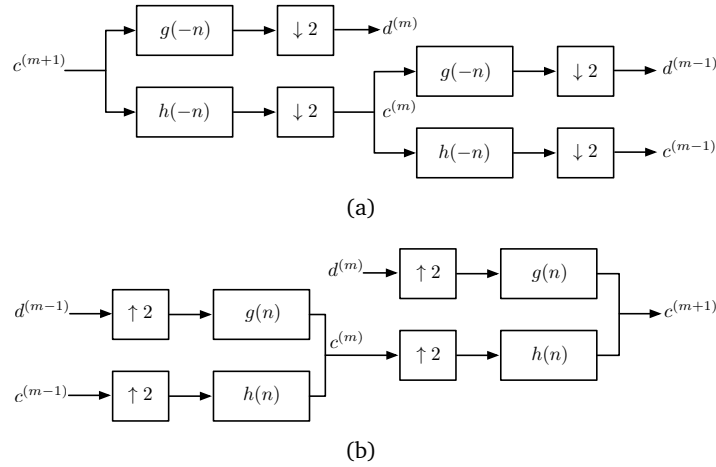 g(−n)
↓ 2
d^{(m)}
c^{(m+1)}
g(−n)
↓ 2
d^{(m−1)}
h(−n)
↓ 2
c^{(m)}
h(−n)
↓ 2
c^{(m−1)}
(a)
d^{(m)}
↑ 2
g(n)
d^{(m−1)}
↑ 2
g(n)
c^{(m+1)}
c^{(m)}
↑ 2
h(n)
c^{(m−1)}
↑ 2
h(n)
(b)